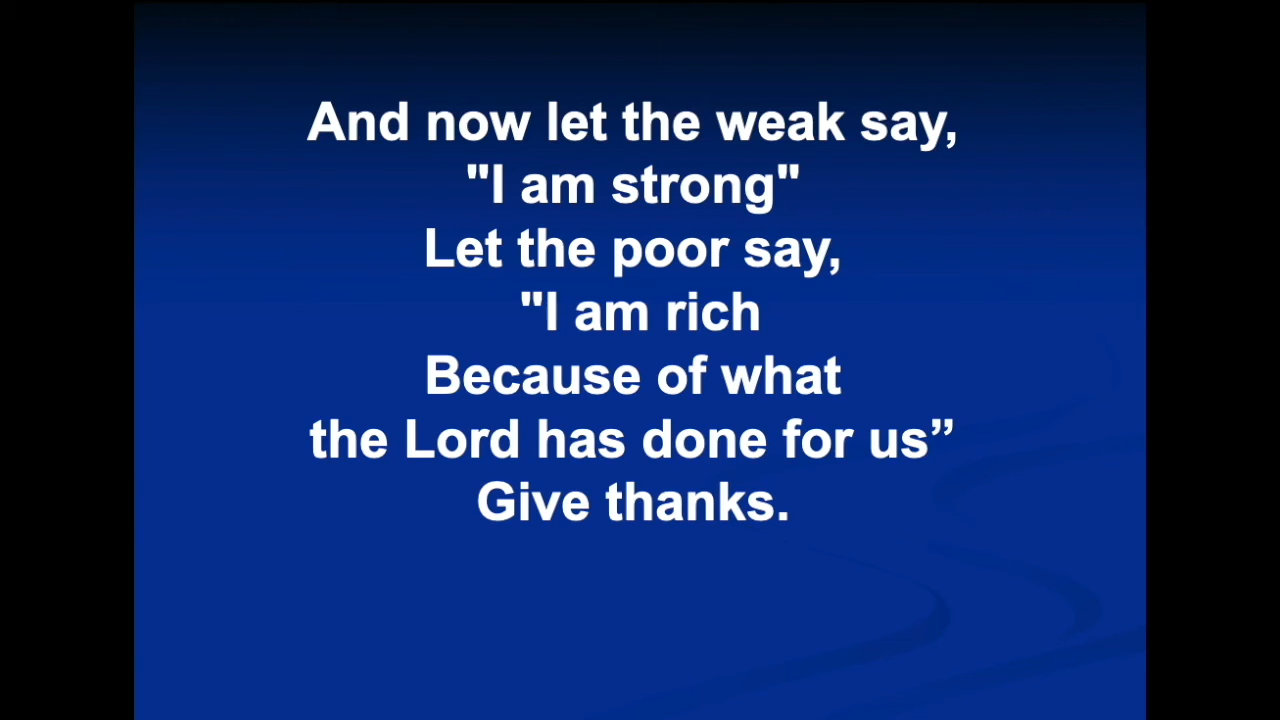 And now let the weak say,
"I am strong"
Let the poor say,
"I am rich
Because of what
the Lord has done for us”
Give thanks.